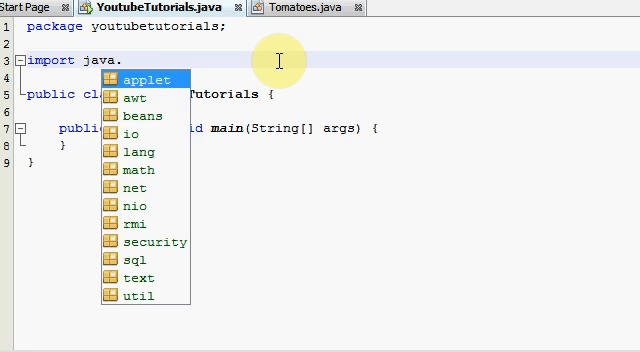 Start Page YoutubeTutorials.java Tomatoes.java
1 package youtubetutorials;
2
3 import java.
4 applet
5 public cl Tutorials {
awt
6 beans
7 public id main(String[] args) {
io
8 }
lang
9 }
math
net
nio
rmi
security
sql
text
util